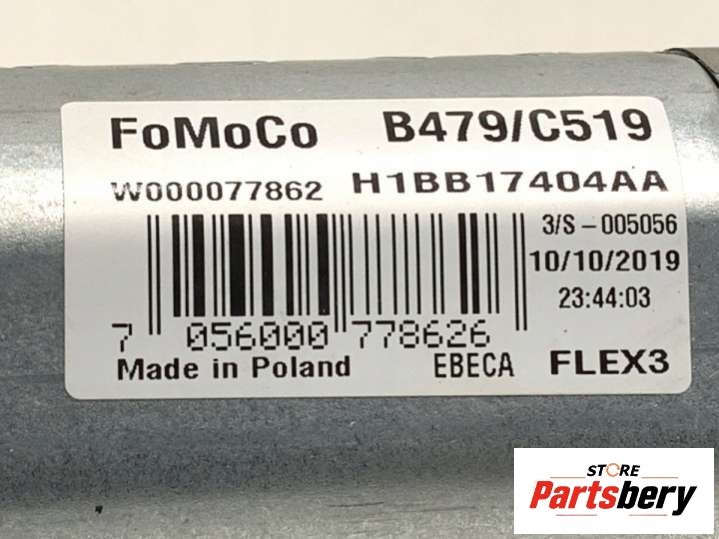 FoMoCo B479/C519
W000077862 H1BB17404AA
3/S-005056
10/10/2019
23:44:03
7 056000 778626
Made in Poland EBECA FLEX3
STORE
Partsbery